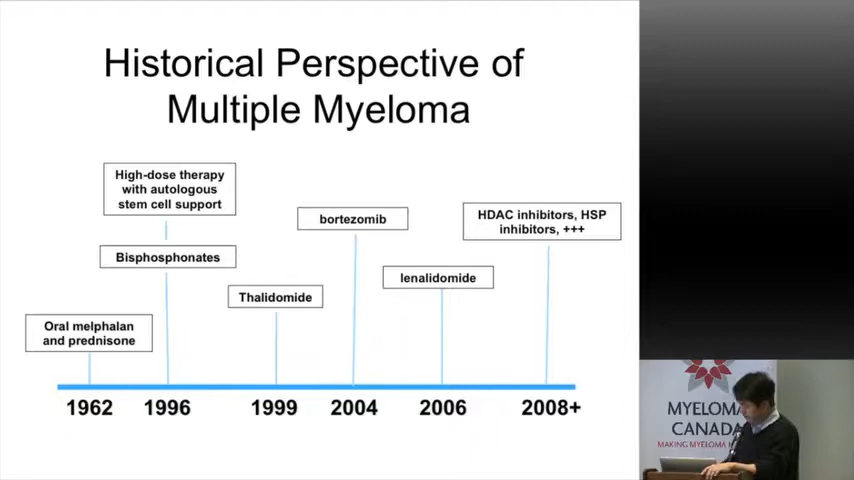 Historical Perspective of
Multiple Myeloma
High-dose therapy
with autologous
stem cell support
Bisphosphonates
Oral melphalan
and prednisone
Thalidomide
bortezomib
lenalidomide
HDAC inhibitors, HSP
inhibitors, +++
1962
1996
1999
2004
2006
2008+
MYELOMA
CANADA
MAKING MYELOMA